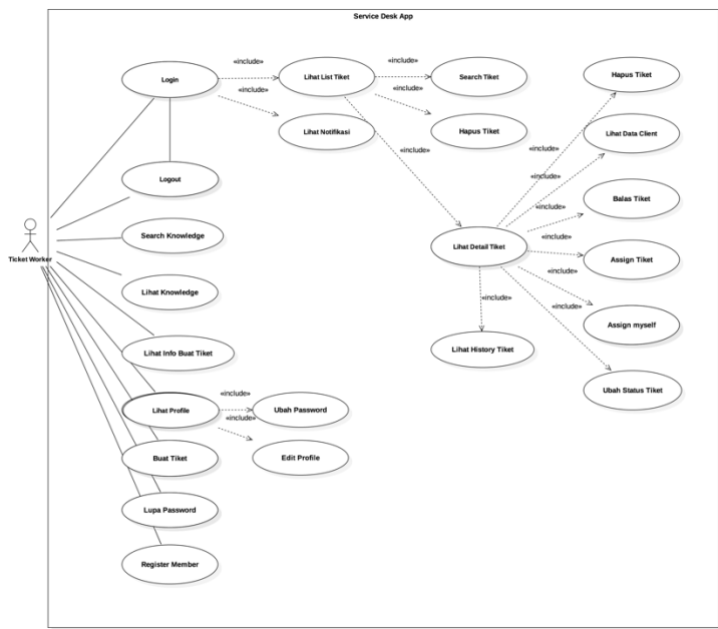 Service Desk App
Login
«include»
Lihat List Tiket
«include»
Search Tiket
Hapus Tiket
«include»
«include»
Lihat Notifikasi
Hapus Tiket
Lihat Data Client
«include»
«include»
Logout
Balas Tiket
«include»
Search Knowledge
Ticket Worker
Lihat Detail Tiket
Assign Tiket
Lihat Knowledge
«include»
«include»
Assign myself
Lihat Info Buat Tiket
Lihat History Tiket
Ubah Status Tiket
«include»
Lihat Profile
Ubah Password
«include»
Buat Tiket
Edit Profile
Lupa Password
Register Member